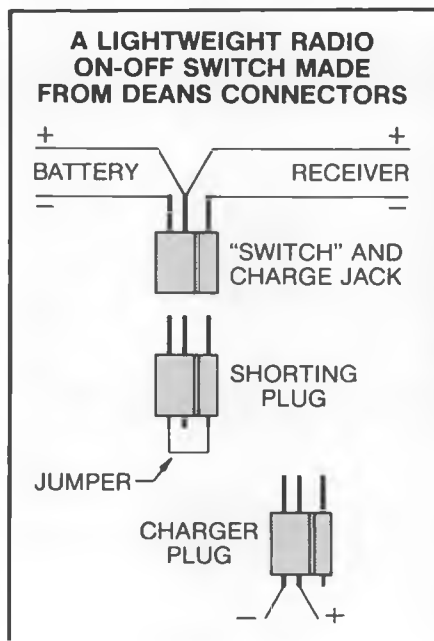 A LIGHTWEIGHT RADIO
ON-OFF SWITCH MADE
FROM DEANS CONNECTORS
+ +
BATTERY RECEIVER
– –
"SWITCH" AND
CHARGE JACK
SHORTING
PLUG
JUMPER
CHARGER
PLUG
– +